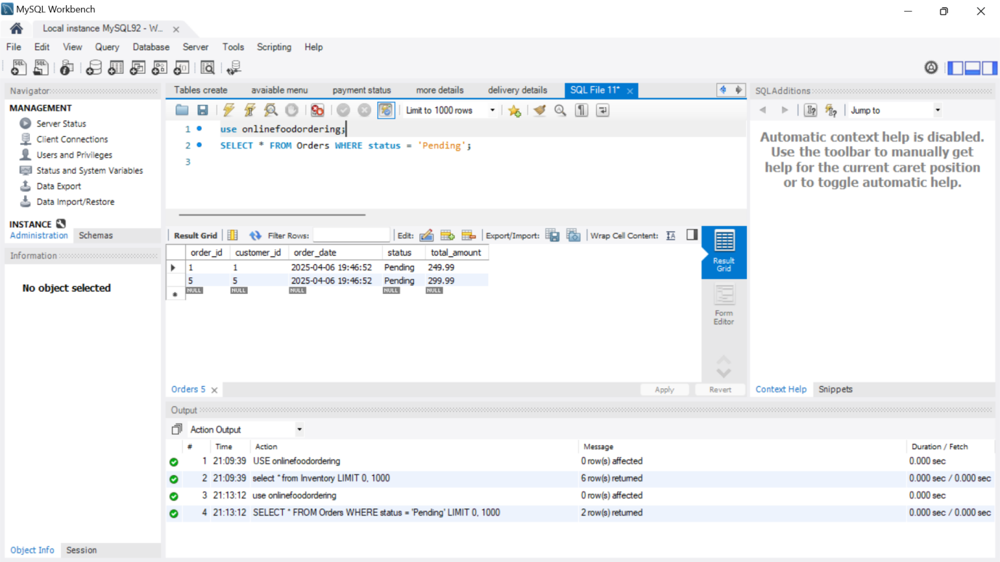 MySQL Workbench
Local instance MySQL92 - W...
File Edit View Query Database Server Tools Scripting Help
Navigator
MANAGEMENT
Server Status
Client Connections
Users and Privileges
Status and System Variables
Data Export
Data Import/Restore
INSTANCE
Administration Schemas
Information
No object selected
Object Info Session
Tables create avaiable menu payment status more details delivery details SQL File 11*
Limit to 1000 rows
1 use onlinefoodordering;
2 SELECT * FROM Orders WHERE status = 'Pending';
3
Result Grid Filter Rows: Edit: Export/Import: Wrap Cell Content:
order_id customer_id order_date status total_amount
1 1 2025-04-06 19:46:52 Pending 249.99
5 5 2025-04-06 19:46:52 Pending 299.99
NULL NULL NULL NULL NULL
Result
Grid
Form
Editor
Orders 5 Apply Revert
SQLAdditions
Jump to
Automatic context help is disabled.
Use the toolbar to manually get
help for the current caret position
or to toggle automatic help.
Context Help Snippets
Output
Action Output
# Time Action Message Duration / Fetch
1 21:09:39 USE onlinefoodordering 0 row(s) affected 0.000 sec
2 21:09:39 select * from Inventory LIMIT 0, 1000 6 row(s) returned 0.000 sec / 0.000 sec
3 21:13:12 use onlinefoodordering 0 row(s) affected 0.000 sec
4 21:13:12 SELECT * FROM Orders WHERE status = 'Pending' LIMIT 0, 1000 2 row(s) returned 0.000 sec / 0.000 sec